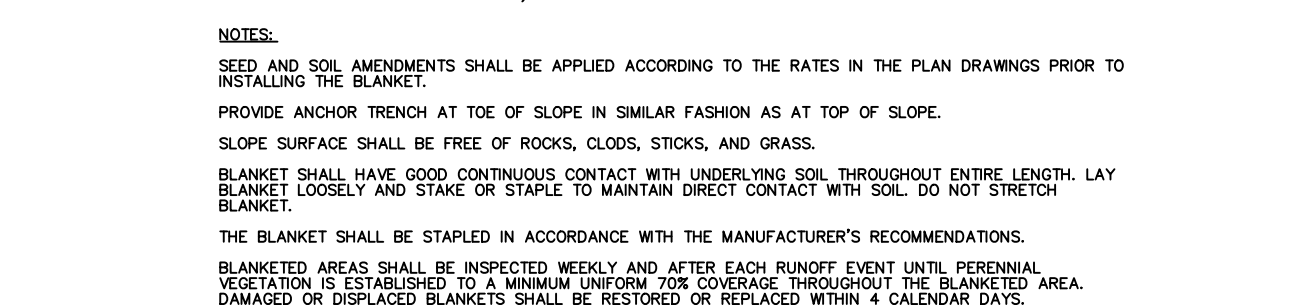 NOTES:
SEED AND SOIL AMENDMENTS SHALL BE APPLIED ACCORDING TO THE RATES IN THE PLAN DRAWINGS PRIOR TO
INSTALLING THE BLANKET.
PROVIDE ANCHOR TRENCH AT TOE OF SLOPE IN SIMILAR FASHION AS AT TOP OF SLOPE.
SLOPE SURFACE SHALL BE FREE OF ROCKS, CLODS, STICKS, AND GRASS.
BLANKET SHALL HAVE GOOD CONTINUOUS CONTACT WITH UNDERLYING SOIL THROUGHOUT ENTIRE LENGTH. LAY
BLANKET LOOSELY AND STAKE OR STAPLE TO MAINTAIN DIRECT CONTACT WITH SOIL. DO NOT STRETCH
BLANKET.
THE BLANKET SHALL BE STAPLED IN ACCORDANCE WITH THE MANUFACTURER'S RECOMMENDATIONS.
BLANKETED AREAS SHALL BE INSPECTED WEEKLY AND AFTER EACH RUNOFF EVENT UNTIL PERENNIAL
VEGETATION IS ESTABLISHED TO A MINIMUM UNIFORM 70% COVERAGE THROUGHOUT THE BLANKETED AREA.
DAMAGED OR DISPLACED BLANKETS SHALL BE RESTORED OR REPLACED WITHIN 4 CALENDAR DAYS.